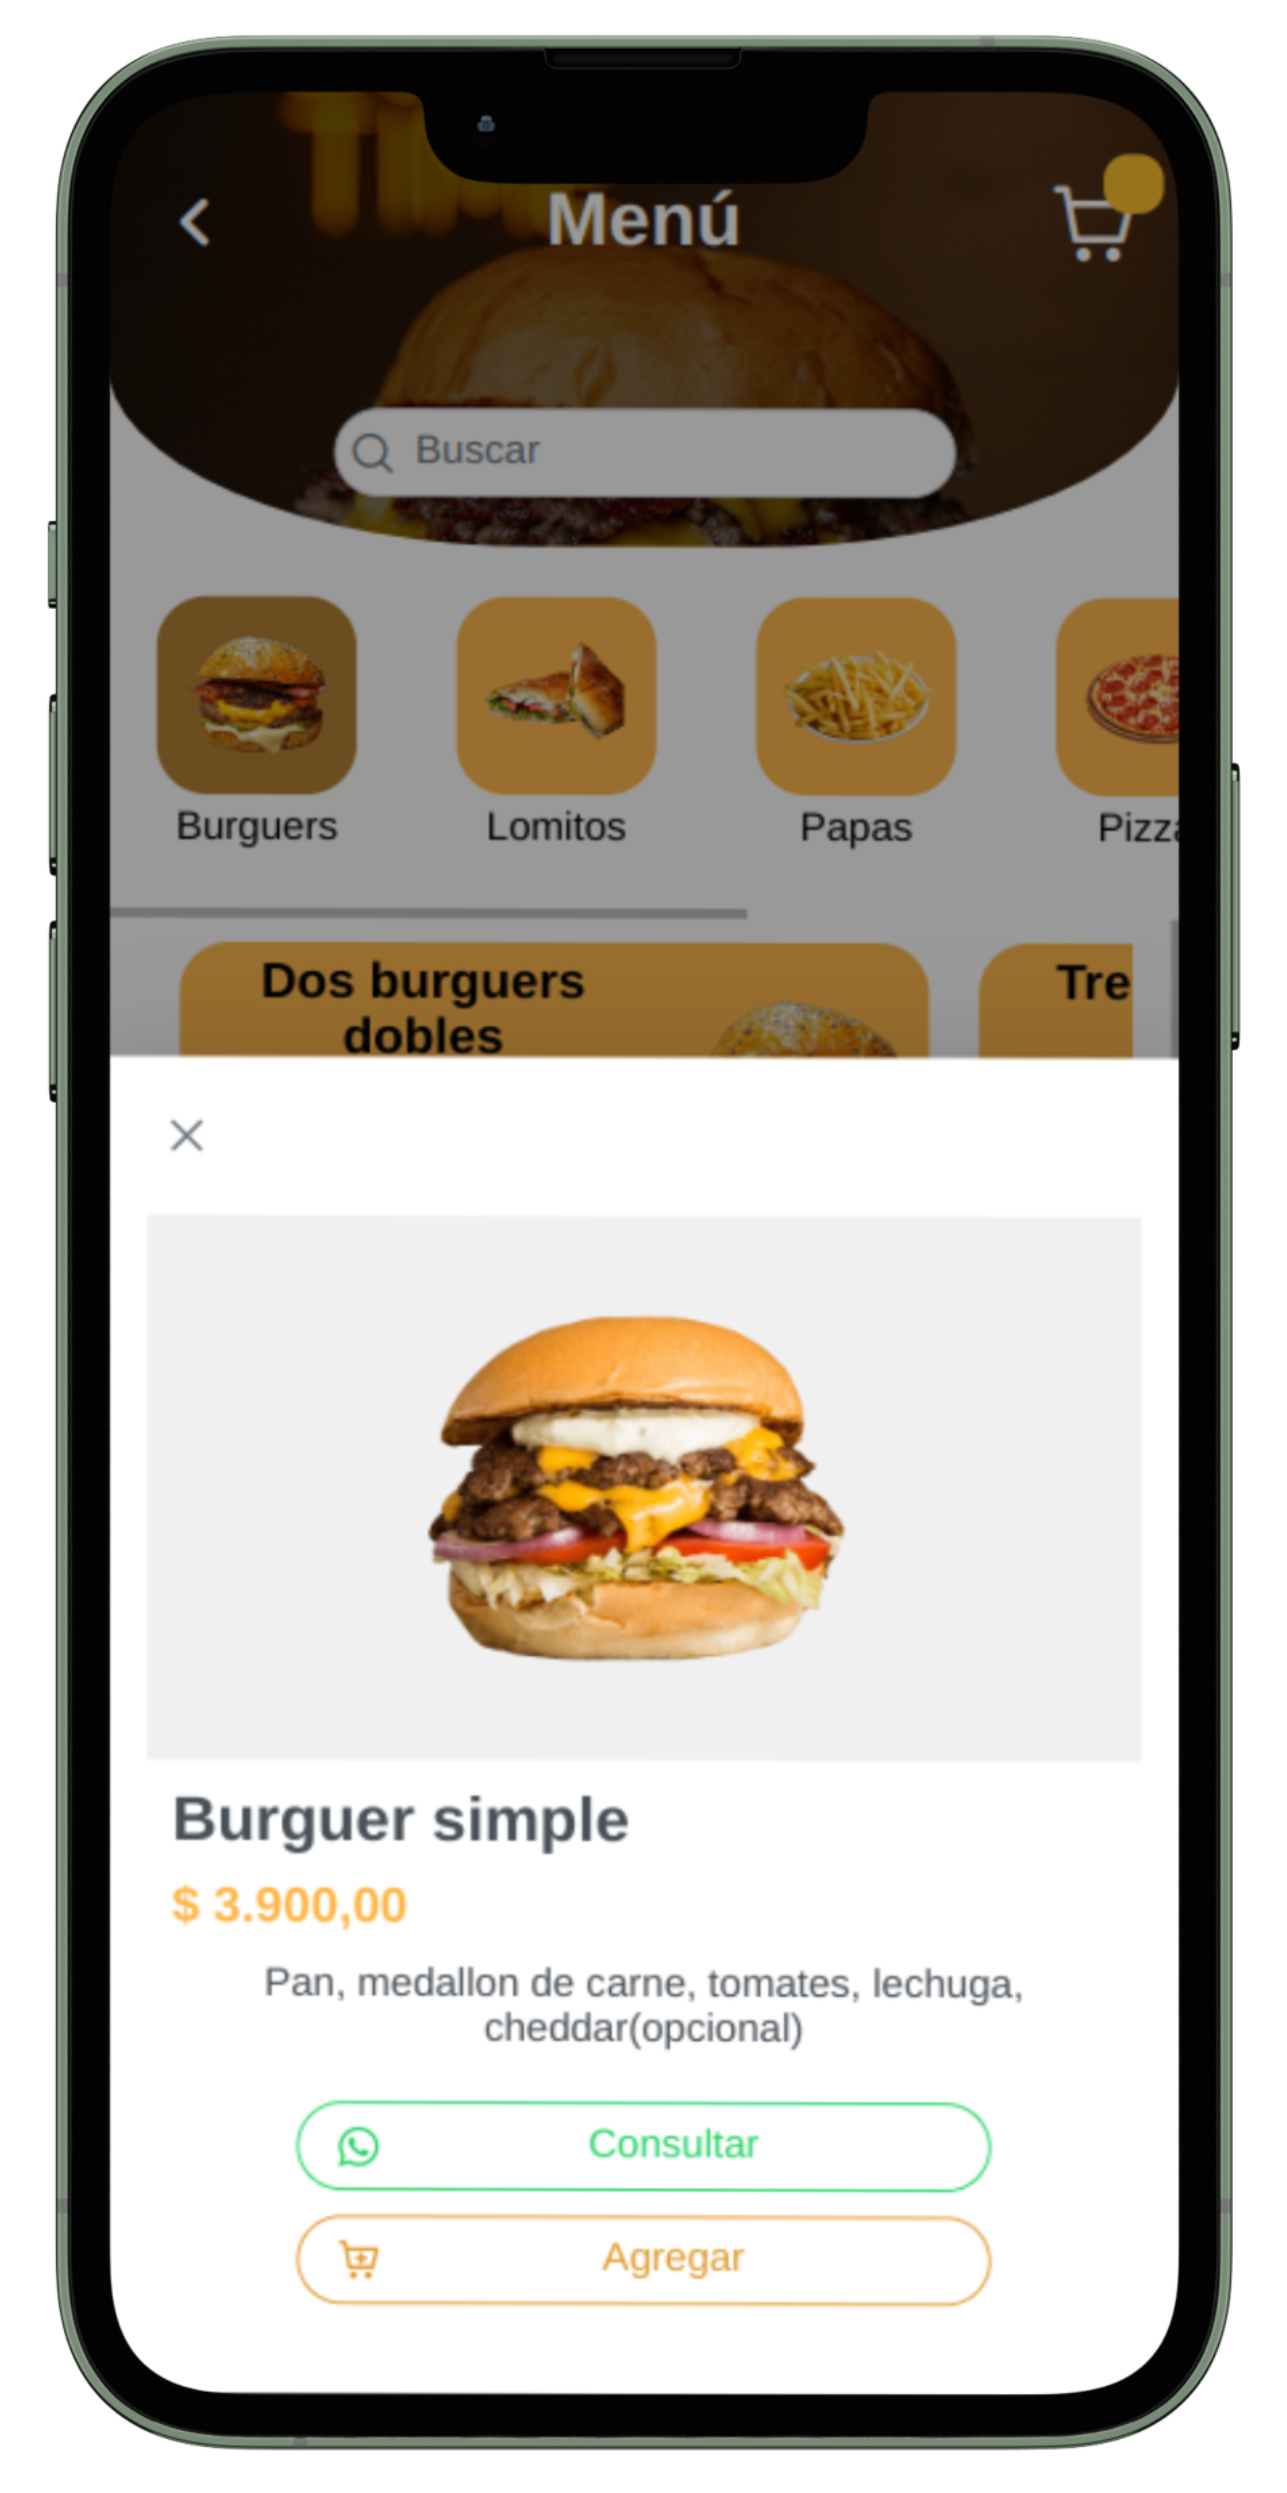 Menú
Buscar
Burguers
Lomitos
Papas
Pizza
Dos burguers
dobles
Tre
Burguer simple
$ 3.900,00
Pan, medallon de carne, tomates, lechuga,
cheddar(opcional)
Consultar
Agregar